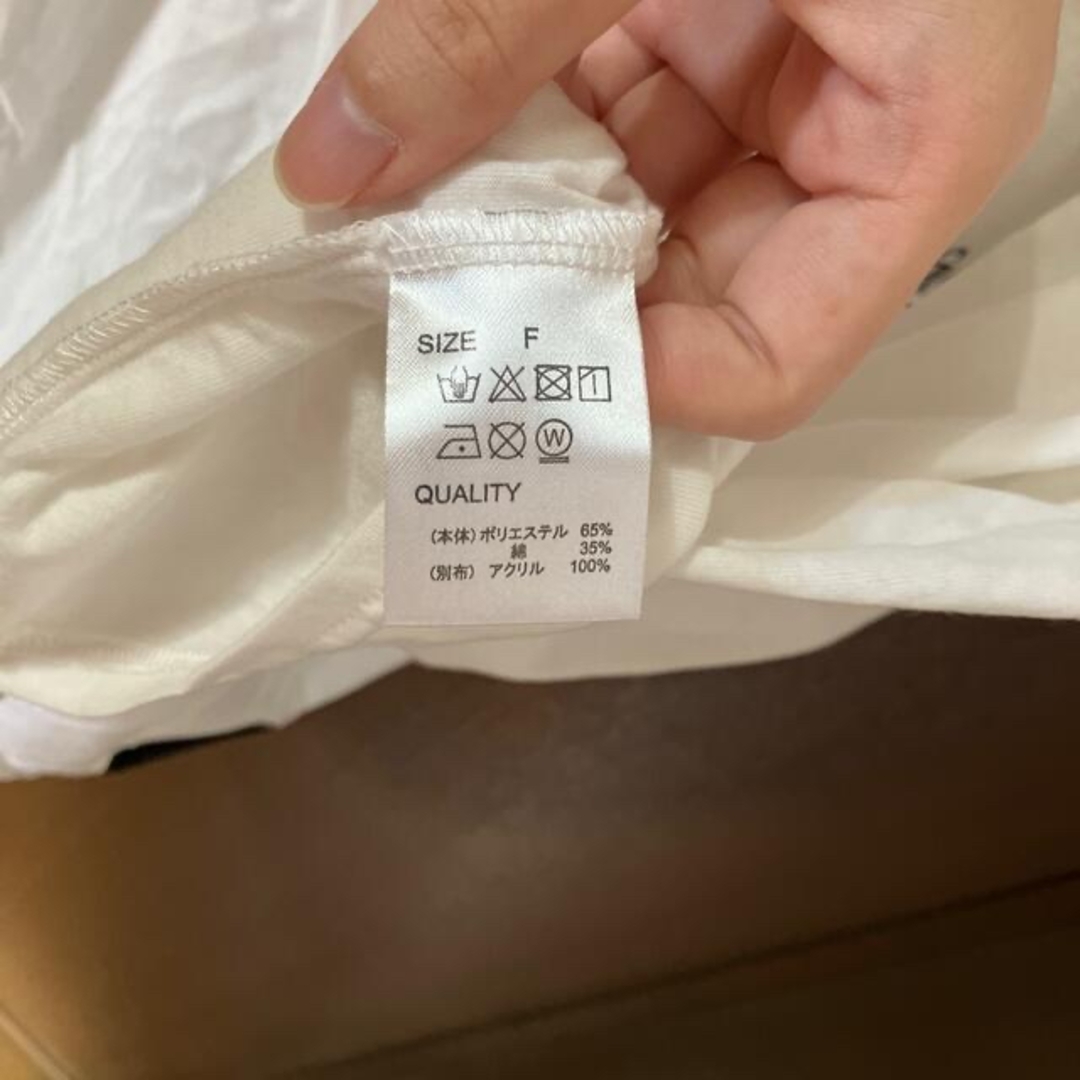 SIZE F
W
QUALITY
(本体)ポリエステル 65%
綿 35%
(別布) アクリル 100%